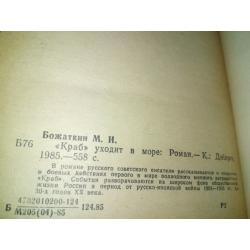 Божаткин М. И.
Б76 «Краб» уходит в море: Роман.— К.: Дніпро,
1985.—558 с.
В романе русского советского писателя рассказывается о
и боевых действиях первого в мире подводного минного заградителя
«Краб». События разворачиваются на широком фоне общественной
жизни России в период от русско-японской войны 1904—1905 гг. до
30-х годов XX века.
Б 4702010200-124 124.85
М205(04)-85
Р2